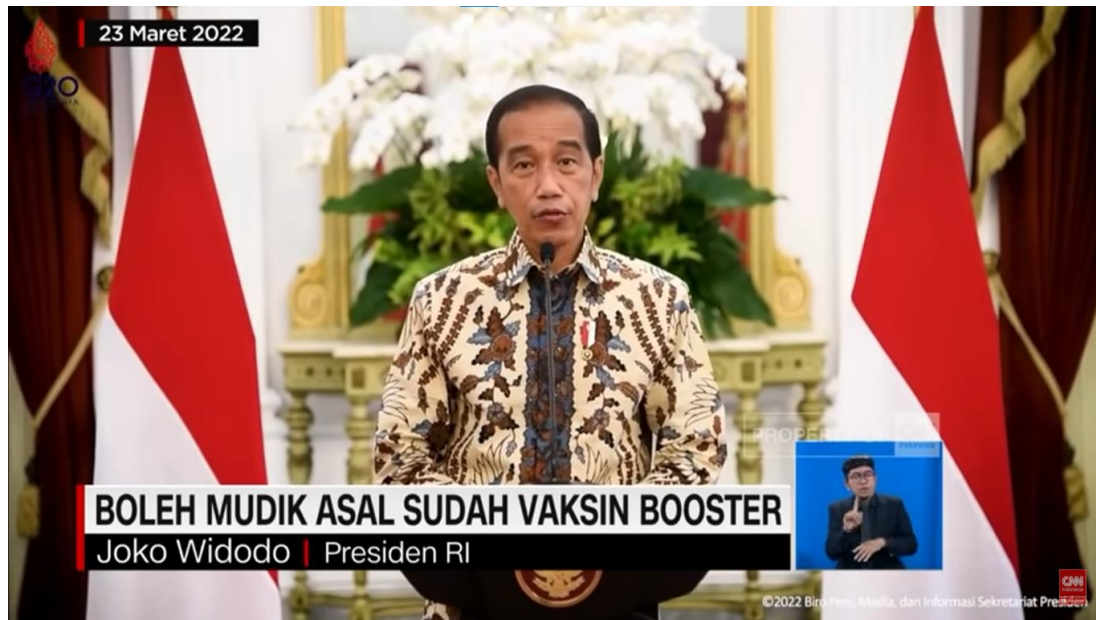 23 Maret 2022
G20
BOLEH MUDIK ASAL SUDAH VAKSIN BOOSTER
Joko Widodo | Presiden RI
CNN
Indonesia
©2022 Biro Pers, Media, dan Informasi Sekretariat Presiden